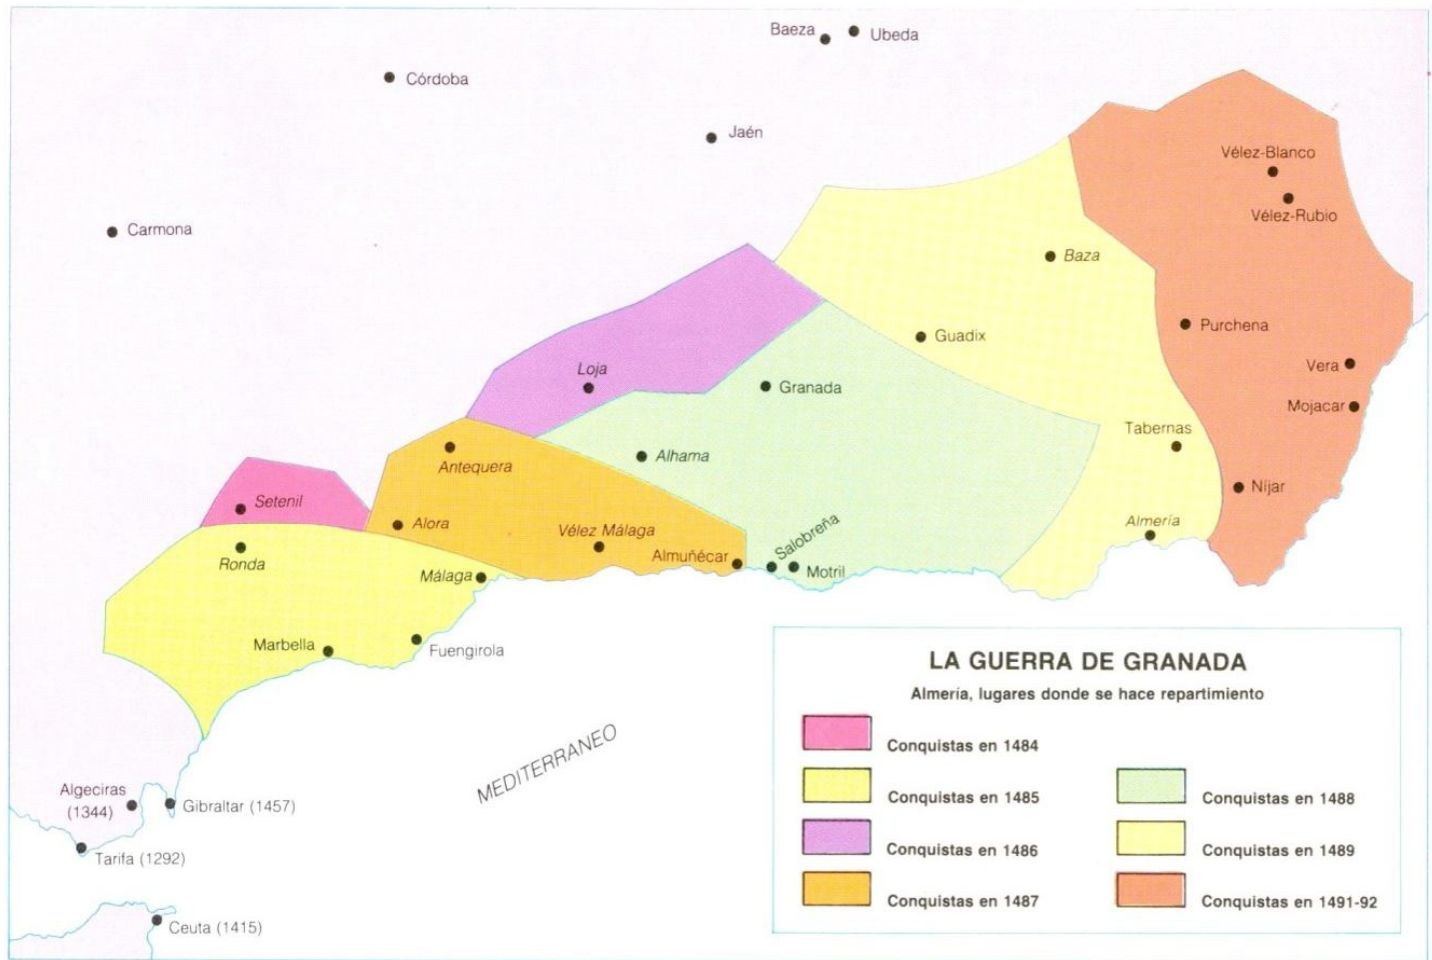 Baeza
Ubeda
Córdoba
Jaén
Vélez-Blanco
Vélez-Rubio
Carmona
Baza
Purchena
Guadix
Vera
Loja
Granada
Mojacar
Tabernas
Antequera
Alhama
Níjar
Setenil
Alora
Vélez Málaga
Salobreña
Almería
Ronda
Almuñécar
Málaga
Motril
Marbella
Fuengirola
MEDITERRANEO
Algeciras
(1344)
Gibraltar (1457)
Tarifa (1292)
Ceuta (1415)
LA GUERRA DE GRANADA
Almería, lugares donde se hace repartimiento
Conquistas en 1484
Conquistas en 1485
Conquistas en 1486
Conquistas en 1487
Conquistas en 1488
Conquistas en 1489
Conquistas en 1491-92